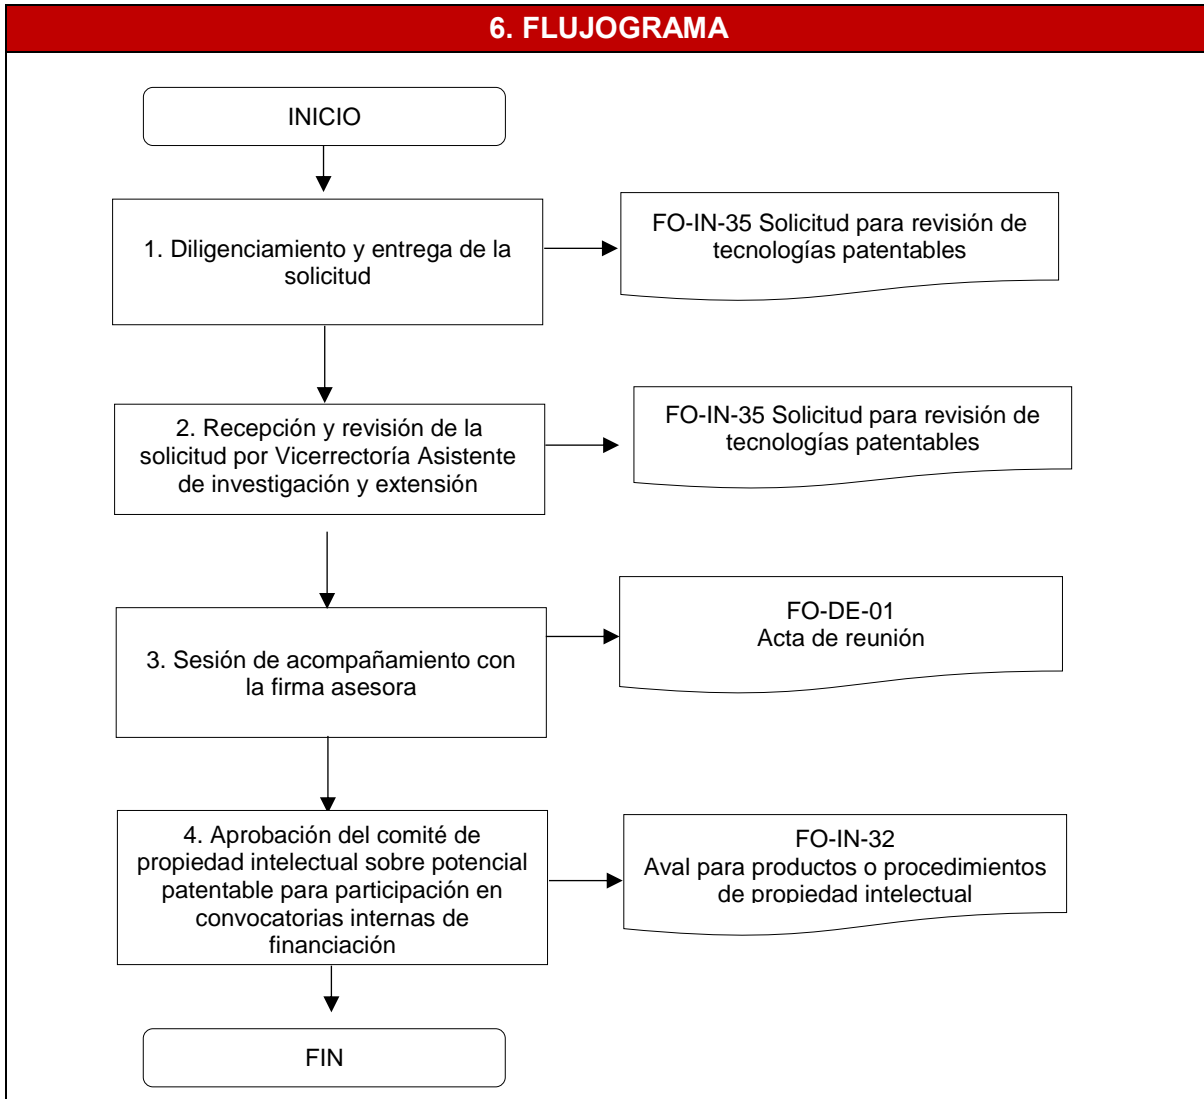 6. FLUJOGRAMA
INICIO
1. Diligenciamiento y entrega de la
solicitud
FO-IN-35 Solicitud para revisión de
tecnologías patentables
2. Recepción y revisión de la
solicitud por Vicerrectoría Asistente
de investigación y extensión
FO-IN-35 Solicitud para revisión de
tecnologías patentables
3. Sesión de acompañamiento con
la firma asesora
FO-DE-01
Acta de reunión
4. Aprobación del comité de
propiedad intelectual sobre potencial
patentable para participación en
convocatorias internas de
financiación
FO-IN-32
Aval para productos o procedimientos
de propiedad intelectual
FIN